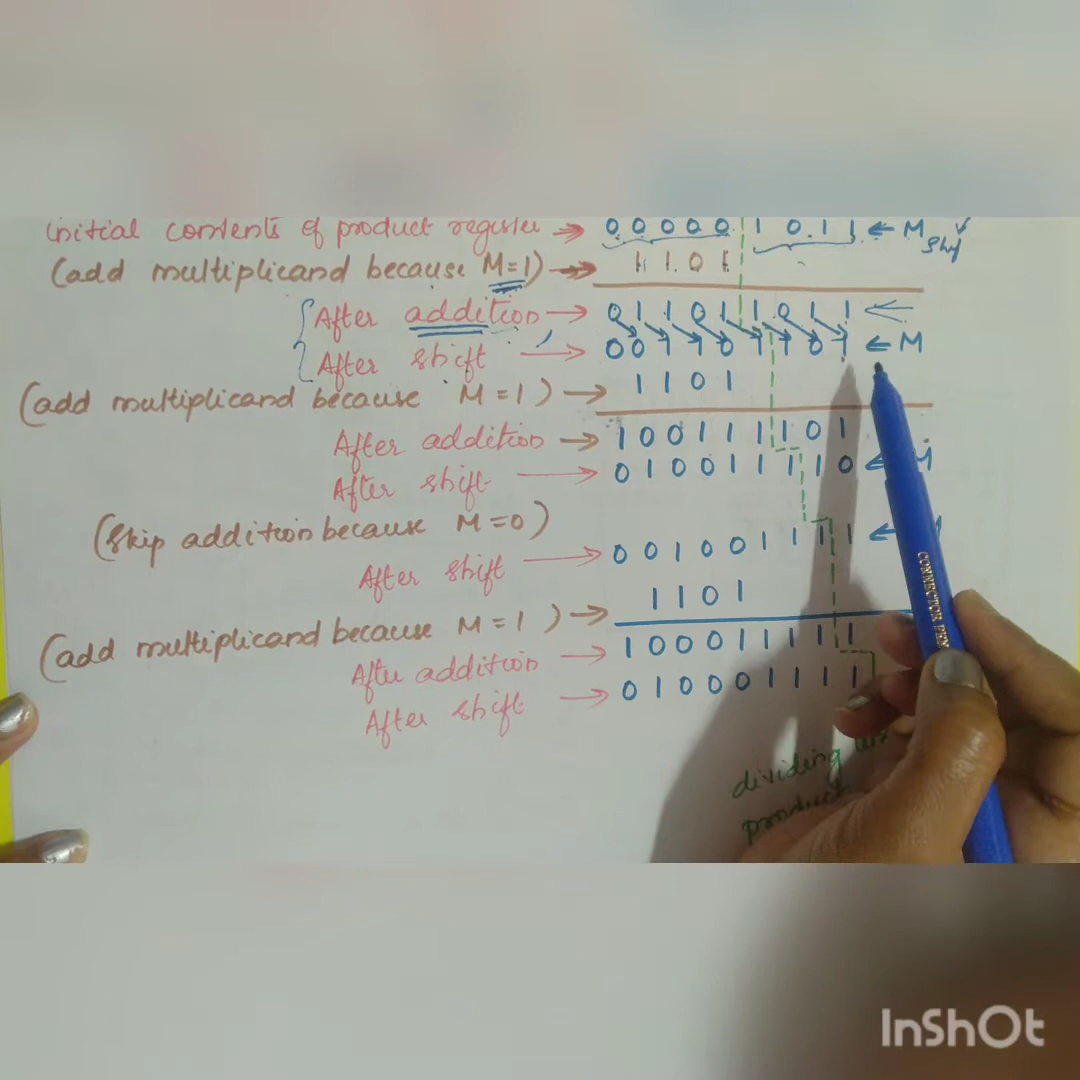 initial contents of product register → 0 0 0 0 0 1 0 1 1 ← M
Shif
(add multiplicand because M=1) → 1 1 0 1
After addition → 0 1 1 0 1 1 0 1 1 ←
After shift → 0 0 1 1 0 1 1 0 1 ← M
(add multiplicand because M = 1) → 1 1 0 1
After addition → 1 0 0 1 1 1 1 0 1
After shift → 0 1 0 0 1 1 1 1 0 ← M
(Skip addition because M = 0)
After shift → 0 0 1 0 0 1 1 1 1 ←
(add multiplicand because M = 1) → 1 1 0 1
After addition → 1 0 0 0 1 1 1 1 1
After shift → 0 1 0 0 0 1 1 1 1
dividing
product
CONNECTOR PEN
InShOt